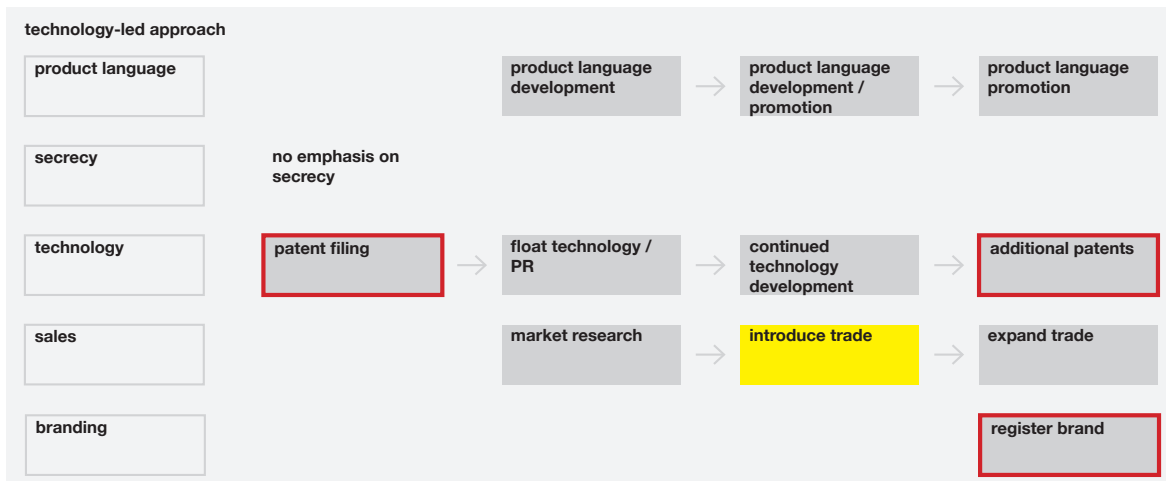 technology-led approach
product language
product language
development
product language
development /
promotion
product language
promotion
secrecy
no emphasis on
secrecy
technology
patent filing
float technology /
PR
continued
technology
development
additional patents
sales
market research
introduce trade
expand trade
branding
register brand